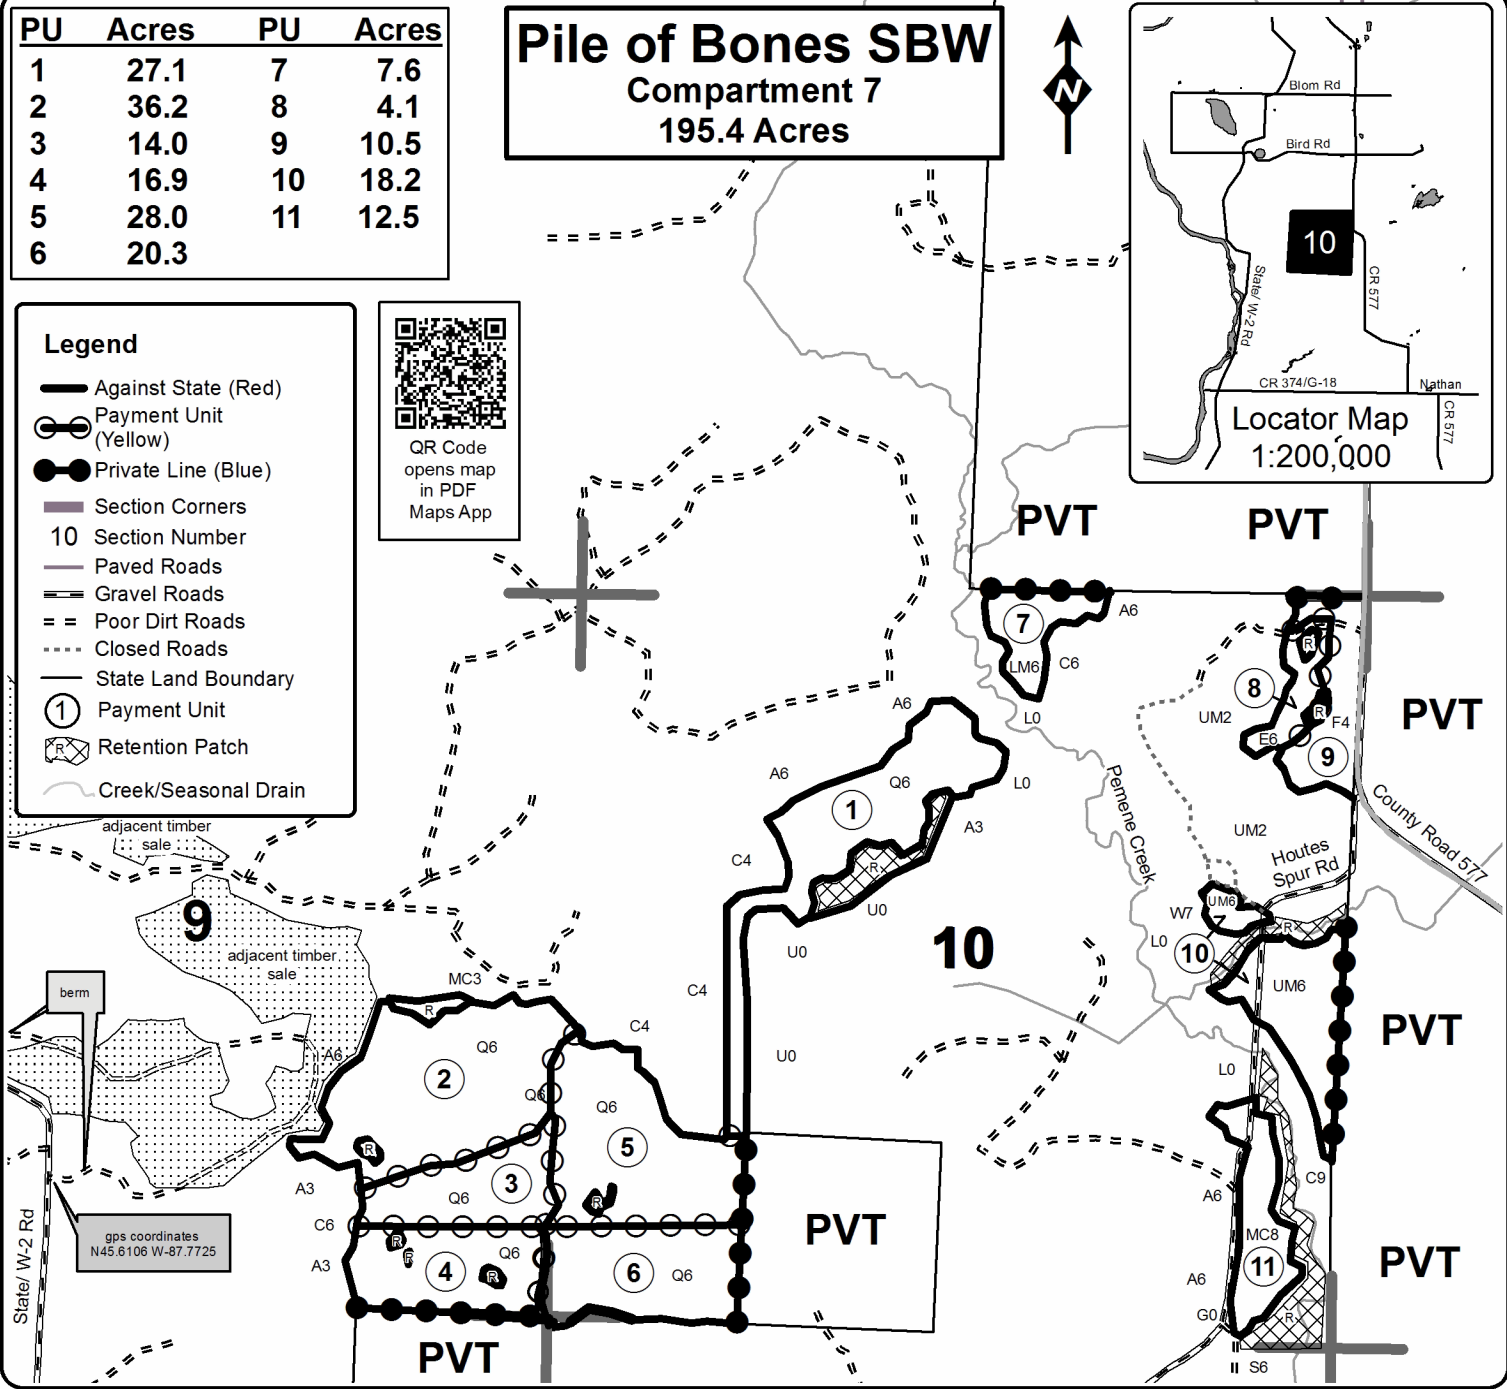 PU Acres PU Acres
1 27.1 7 7.6
2 36.2 8 4.1
3 14.0 9 10.5
4 16.9 10 18.2
5 28.0 11 12.5
6 20.3
Pile of Bones SBW
Compartment 7
195.4 Acres
N
Blom Rd
Bird Rd
10
CR 577
State/ W-2 Rd
CR 374/G-18
Nathan
CR 577
Locator Map
1:200,000
Legend
Against State (Red)
Payment Unit
(Yellow)
Private Line (Blue)
Section Corners
10 Section Number
Paved Roads
Gravel Roads
Poor Dirt Roads
Closed Roads
State Land Boundary
1 Payment Unit
R Retention Patch
Creek/Seasonal Drain
QR Code
opens map
in PDF
Maps App
PVT
PVT
7
A6
LM6
C6
L0
R
8
UM2
R
F4
E6
9
PVT
A6
A6
Q6
L0
1
A3
C4
R
U0
U0
Pemene Creek
UM2
County Road 577
Houtes
Spur Rd
UM6
W7
R
L0
10
UM6
PVT
10
adjacent timber
sale
9
adjacent timber
sale
berm
MC3
R
C4
C4
Q6
A6
2
Q6
Q6
U0
5
R
A3
3
Q6
R
C6
R
Q6
A3
R
4
R
6
Q6
PVT
gps coordinates
N45.6106 W-87.7725
State/ W-2 Rd
PVT
L0
C9
A6
MC8
11
A6
G0
R
S6
PVT